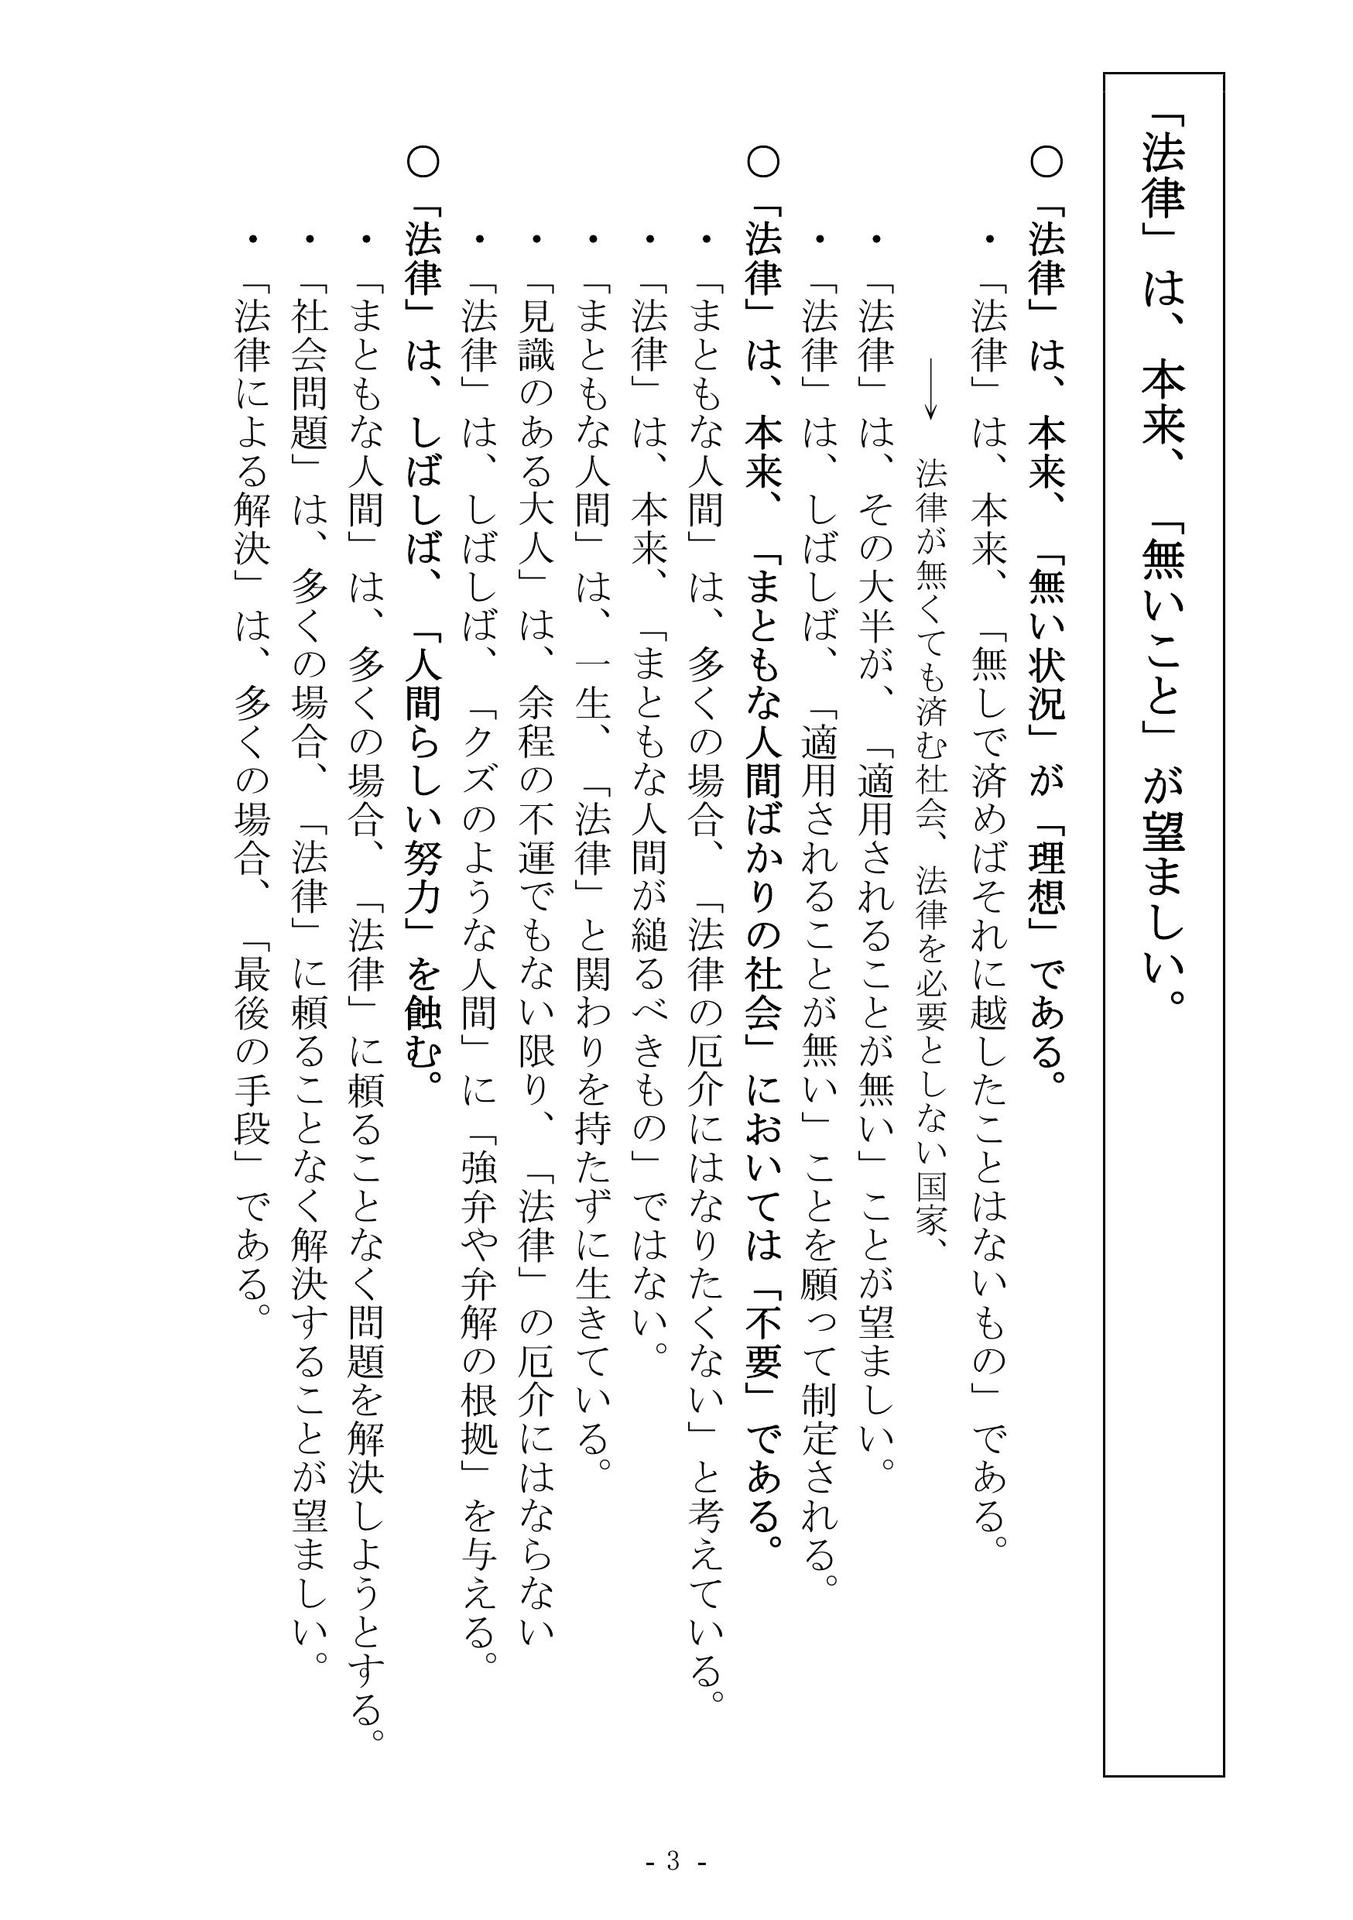 「法律」は、本来、「無いこと」が望ましい。
○「法律」は、本来、「無い状況」が「理想」である。
・「法律」は、本来、「無しで済めばそれに越したことはないもの」である。
→ 法律が無くても済む社会、法律を必要としない国家、
・「法律」は、その大半が、「適用されることが無い」ことが望ましい。
・「法律」は、しばしば、「適用されることが無い」ことを願って制定される。
○「法律」は、本来、「まともな人間ばかりの社会」においては「不要」である。
・「まともな人間」は、多くの場合、「法律の厄介にはなりたくない」と考えている。
・「法律」は、本来、「まともな人間が縋るべきもの」ではない。
・「まともな人間」は、一生、「法律」と関わりを持たずに生きている。
・「見識のある大人」は、余程の不運でもない限り、「法律」の厄介にはならない
・「法律」は、しばしば、「クズのような人間」に「強弁や弁解の根拠」を与える。
○「法律」は、しばしば、「人間らしい努力」を蝕む。
・「まともな人間」は、多くの場合、「法律」に頼ることなく問題を解決しようとする。
・「社会問題」は、多くの場合、「法律」に頼ることなく解決することが望ましい。
・「法律による解決」は、多くの場合、「最後の手段」である。
- 3 -